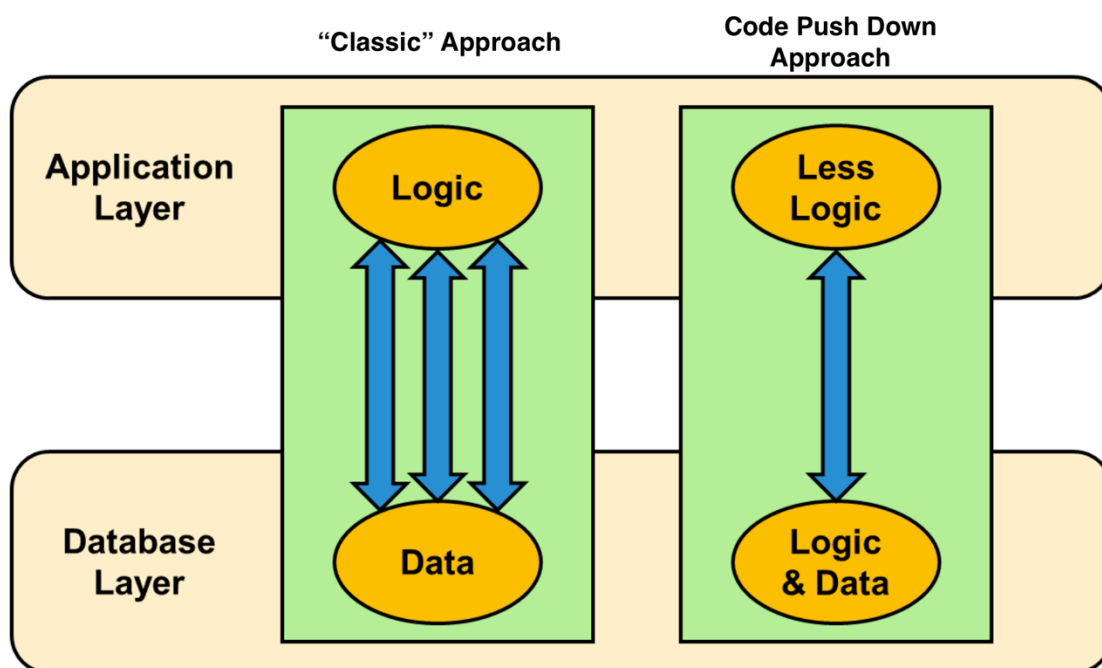 “Classic” Approach
Code Push Down
Approach
Application
Layer
Logic
Less
Logic
Database
Layer
Data
Logic
& Data